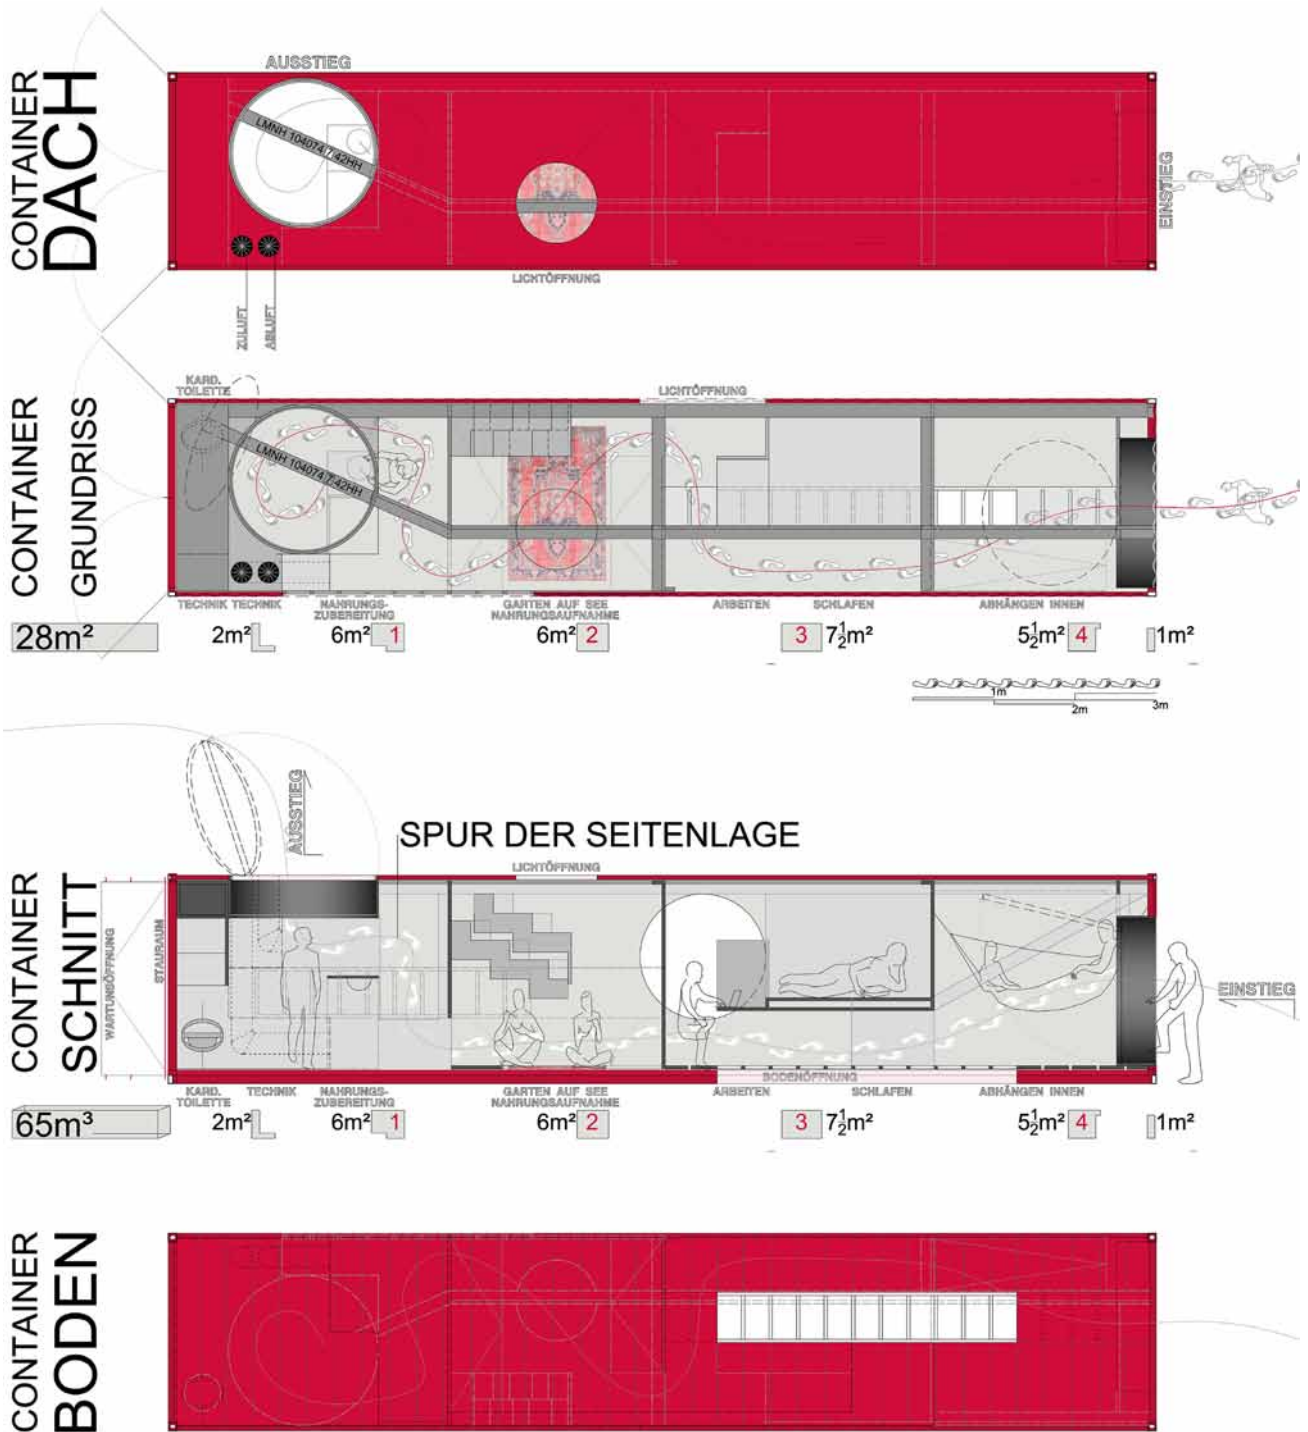 CONTAINER
DACH
AUSSTIEG
LMNH 104074 7 42HH
EINSTIEG
LICHTÖFFNUNG
ZULUFT
ABLUFT
CONTAINER
GRUNDRISS
KARD.
TOILETTE
LICHTÖFFNUNG
LMNH 104074 7 42HH
TECHNIK TECHNIK
NAHRUNGS-
ZUBEREITUNG
GARTEN AUF SEE
NAHRUNGSAUFNAHME
ARBEITEN
SCHLAFEN
ABHÄNGEN INNEN
28m²
2m²
6m² 1
6m² 2
3 7½m²
5½m² 4
1m²
1m
2m
3m
AUSSTIEG
SPUR DER SEITENLAGE
LICHTÖFFNUNG
CONTAINER
SCHNITT
WARTUNGSÖFFNUNG
STAURAUM
EINSTIEG
BODENÖFFNUNG
KARD.
TOILETTE
TECHNIK
NAHRUNGS-
ZUBEREITUNG
GARTEN AUF SEE
NAHRUNGSAUFNAHME
ARBEITEN
SCHLAFEN
ABHÄNGEN INNEN
65m³
2m²
6m² 1
6m² 2
3 7½m²
5½m² 4
1m²
CONTAINER
BODEN